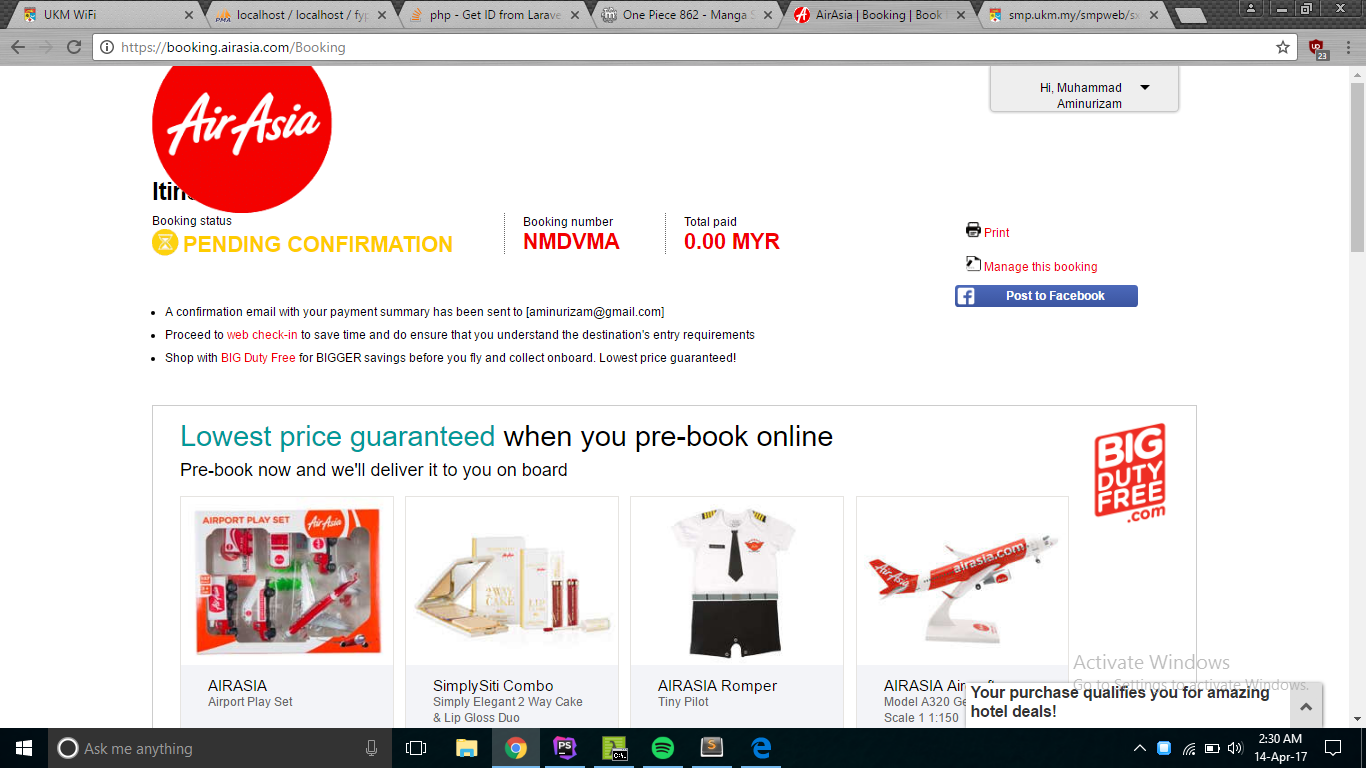 UKM WiFi
localhost / localhost / fyp
php - Get ID from Larave
One Piece 862 - Manga S
AirAsia | Booking | Book
smp.ukm.my/smpweb/sx
https://booking.airasia.com/Booking
23
Hi, Muhammad
Aminurizam
AirAsia
Booking status
PENDING CONFIRMATION
Booking number
NMDVMA
Total paid
0.00 MYR
Print
Manage this booking
Post to Facebook
A confirmation email with your payment summary has been sent to [aminurizam@gmail.com]
Proceed to web check-in to save time and do ensure that you understand the destination's entry requirements
Shop with BIG Duty Free for BIGGER savings before you fly and collect onboard. Lowest price guaranteed!
Lowest price guaranteed when you pre-book online
Pre-book now and we'll deliver it to you on board
BIG
DUTY
FREE
.com
AIRPORT PLAY SET
AirAsia
2 WAY
CAKE
LIP
airasia.com
AirAsia
AIRASIA
Airport Play Set
SimplySiti Combo
Simply Elegant 2 Way Cake
& Lip Gloss Duo
AIRASIA Romper
Tiny Pilot
AIRASIA
Model A320
Scale 1 1:150
Activate Windows
Go to Settings to activate Windows.
Your purchase qualifies you for amazing
hotel deals!
Ask me anything
2:30 AM
14-Apr-17